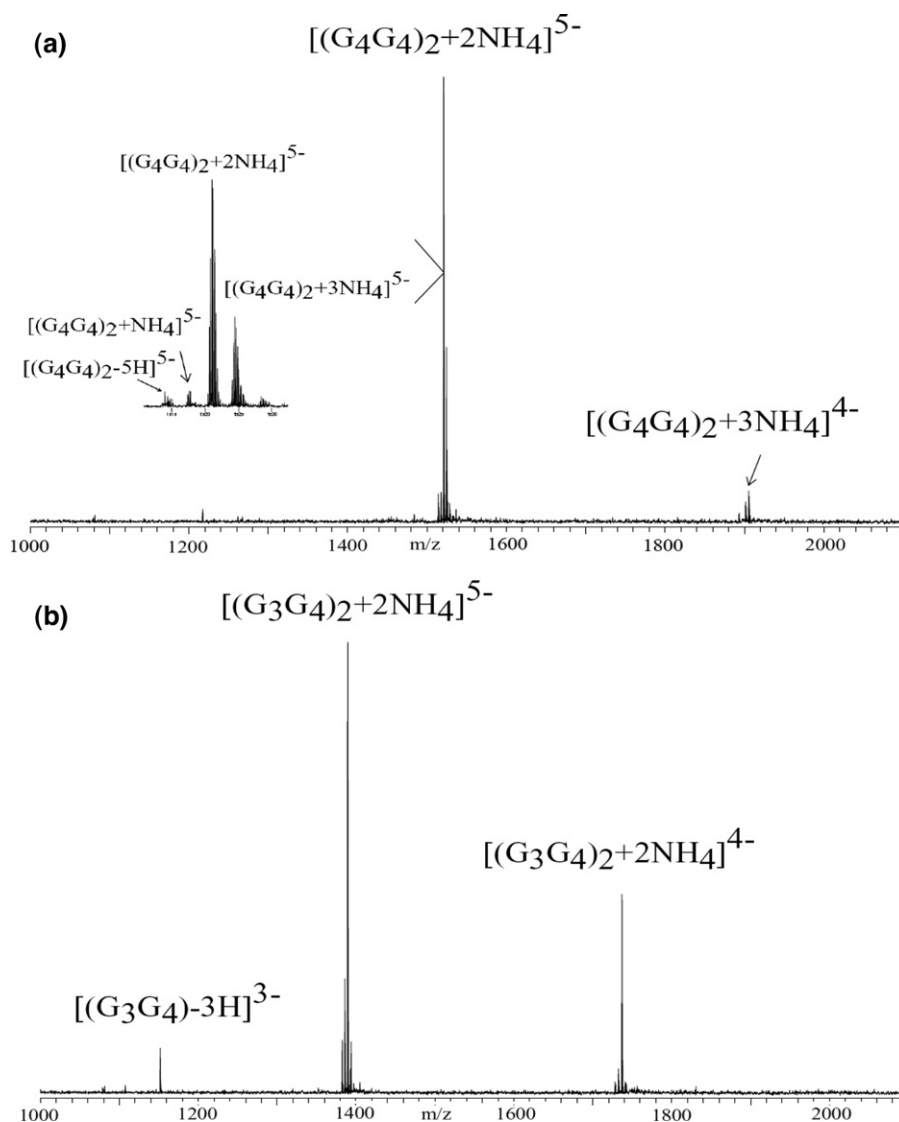 (a)
[(G4G4)2+2NH4]5-
[(G4G4)2+2NH4]5-
[(G4G4)2+3NH4]5-
[(G4G4)2+NH4]5-
[(G4G4)2-5H]5-
[(G4G4)2+3NH4]4-
1000 1200 1400 m/z 1600 1800 2000
(b)
[(G3G4)2+2NH4]5-
[(G3G4)2+2NH4]4-
[(G3G4)-3H]3-
1000 1200 1400 m/z 1600 1800 2000